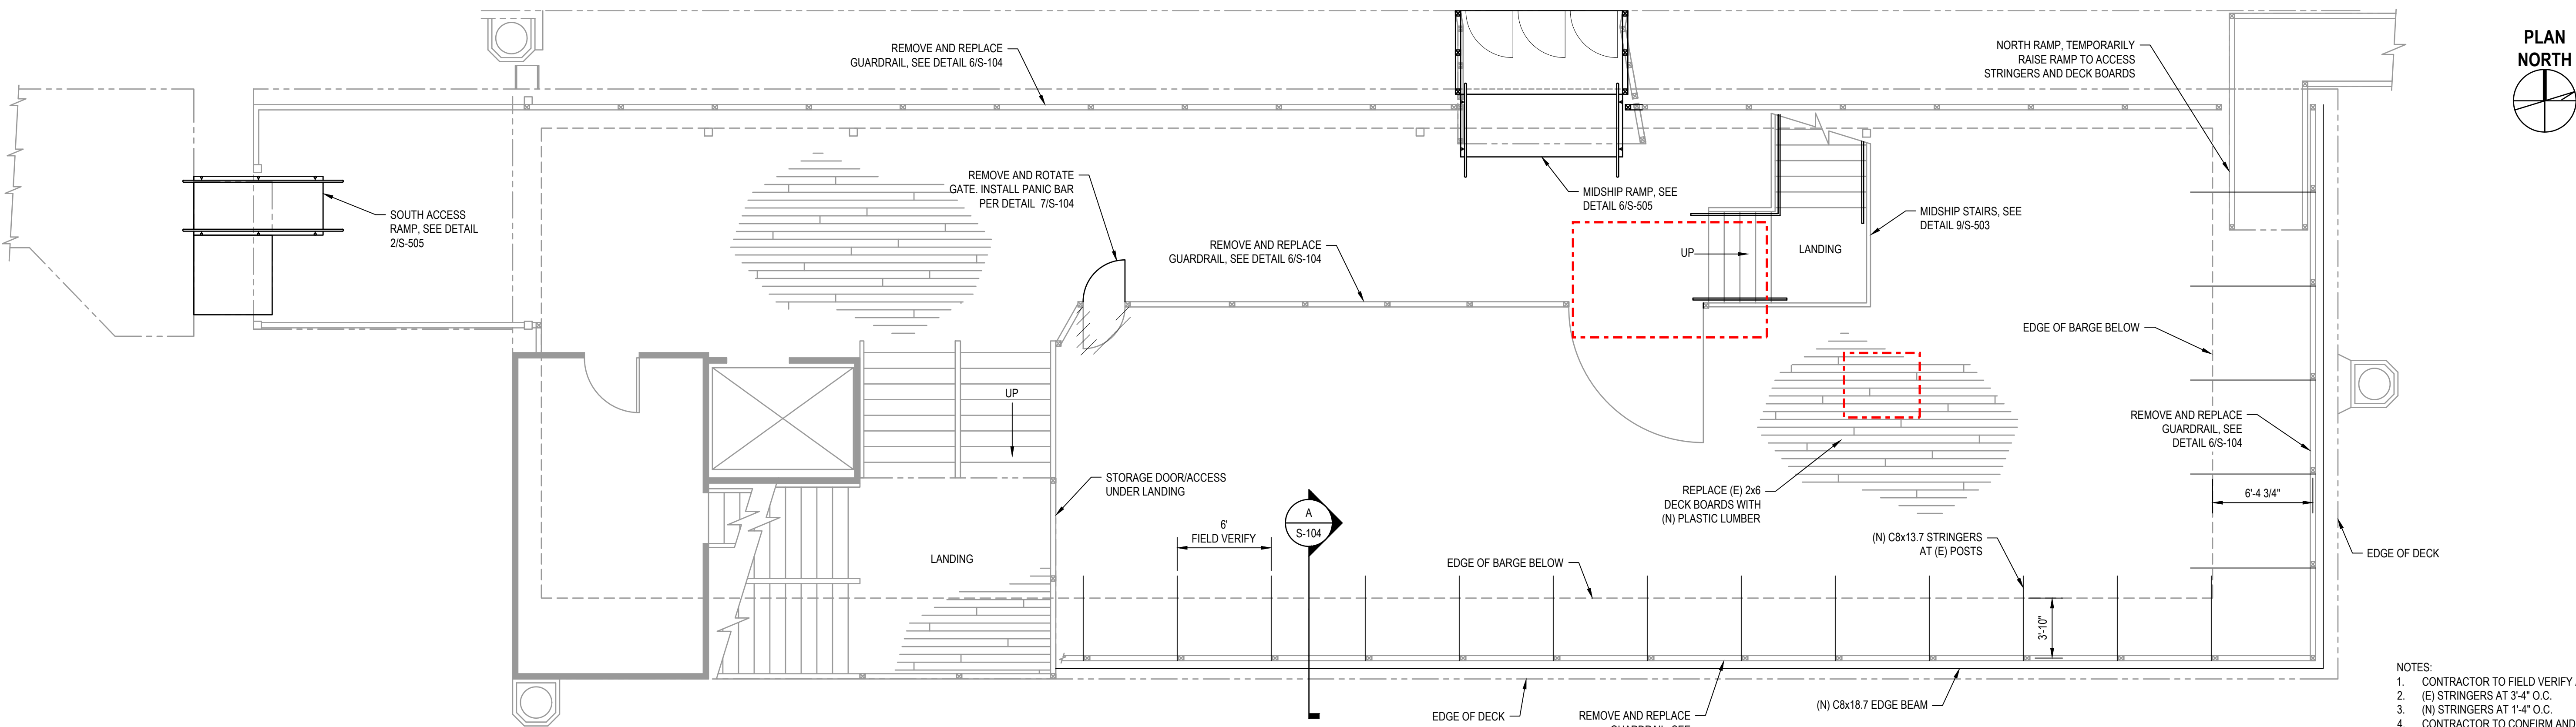 PLAN
NORTH
REMOVE AND REPLACE
GUARDRAIL, SEE DETAIL 6/S-104
NORTH RAMP, TEMPORARILY
RAISE RAMP TO ACCESS
STRINGERS AND DECK BOARDS
REMOVE AND ROTATE
GATE. INSTALL PANIC BAR
PER DETAIL 7/S-104
MIDSHIP RAMP, SEE
DETAIL 6/S-505
SOUTH ACCESS
RAMP, SEE DETAIL
2/S-505
MIDSHIP STAIRS, SEE
DETAIL 9/S-503
REMOVE AND REPLACE
GUARDRAIL, SEE DETAIL 6/S-104
UP
LANDING
EDGE OF BARGE BELOW
UP
REMOVE AND REPLACE
GUARDRAIL, SEE
DETAIL 6/S-104
STORAGE DOOR/ACCESS
UNDER LANDING
REPLACE (E) 2x6
DECK BOARDS WITH
(N) PLASTIC LUMBER
6'-4 3/4"
A
S-104
6'
FIELD VERIFY
(N) C8x13.7 STRINGERS
AT (E) POSTS
EDGE OF DECK
LANDING
EDGE OF BARGE BELOW
3'-10"
NOTES:
1. CONTRACTOR TO FIELD VERIFY
2. (E) STRINGERS AT 3'-4" O.C.
3. (N) STRINGERS AT 1'-4" O.C.
4. CONTRACTOR TO CONFIRM AND
(N) C8x18.7 EDGE BEAM
EDGE OF DECK
REMOVE AND REPLACE
GUARDRAIL, SEE